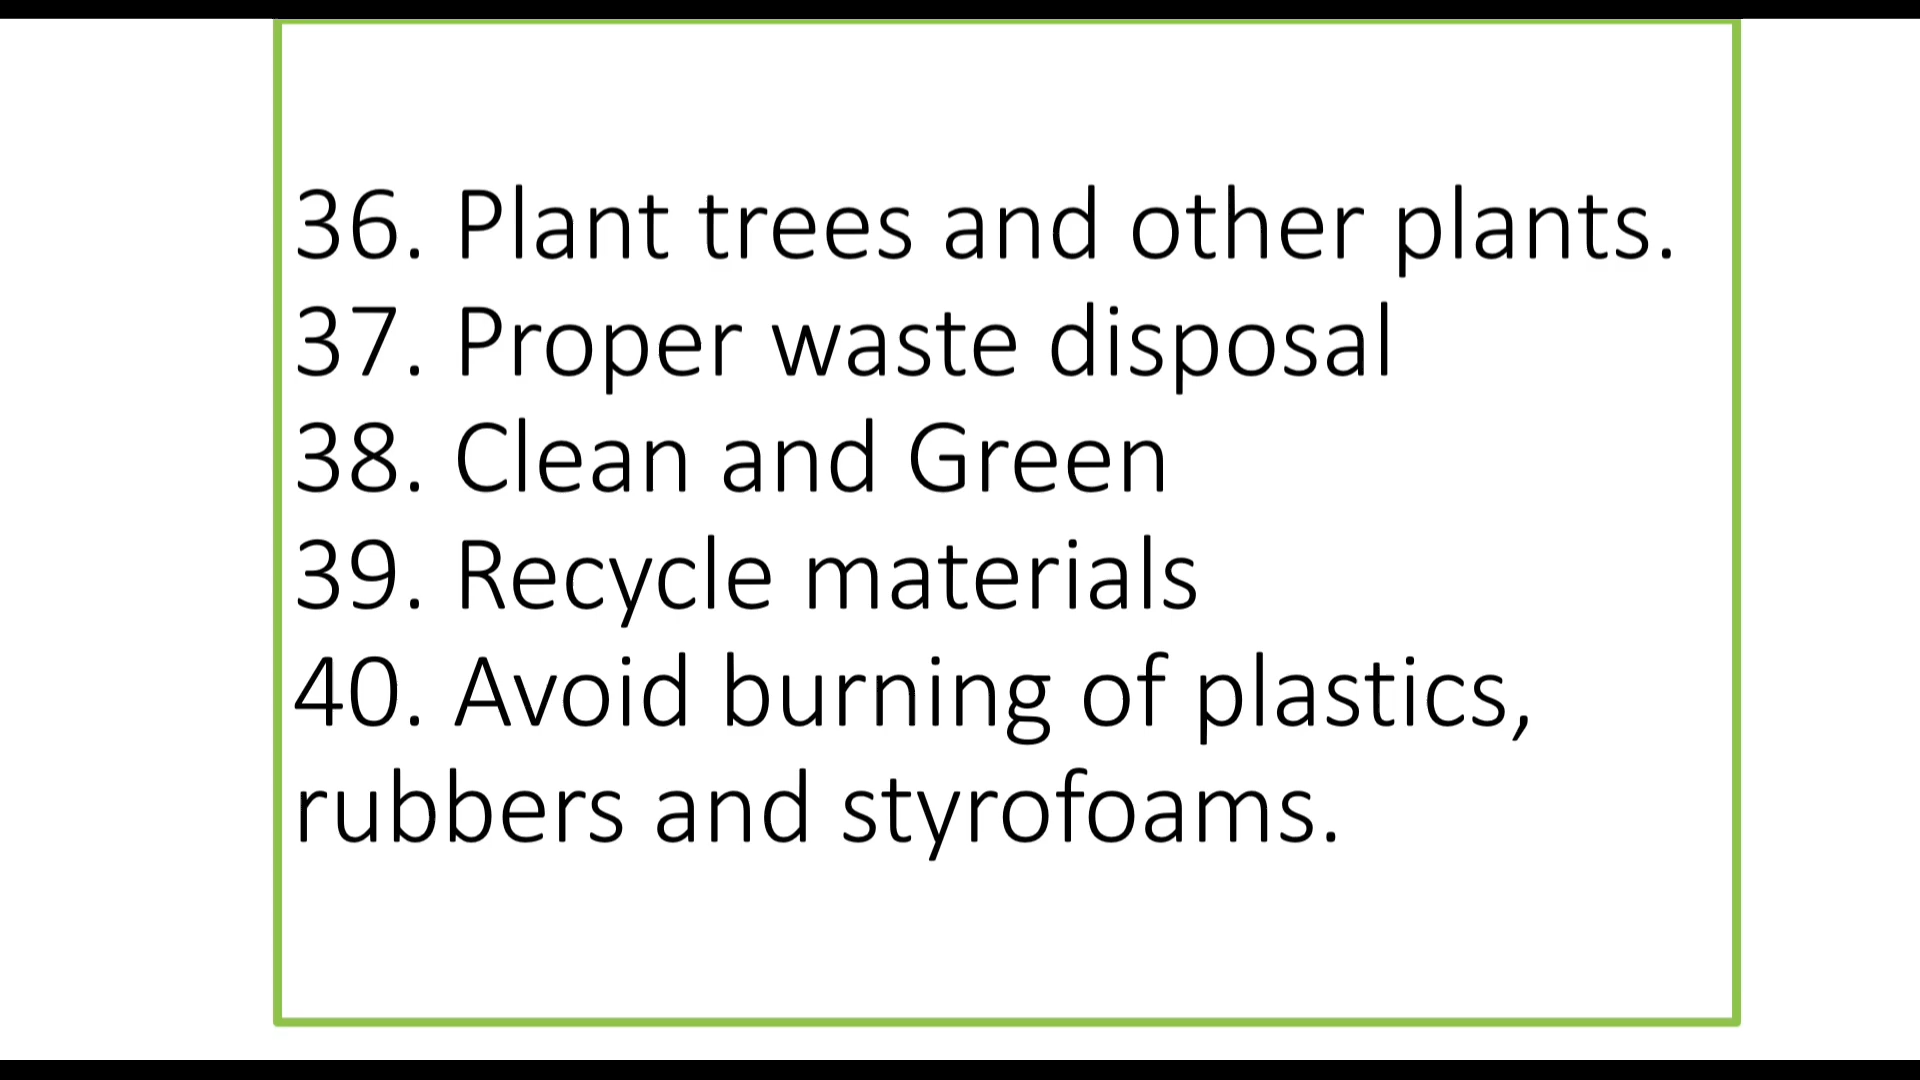 36. Plant trees and other plants.
37. Proper waste disposal
38. Clean and Green
39. Recycle materials
40. Avoid burning of plastics,
rubbers and styrofoams.